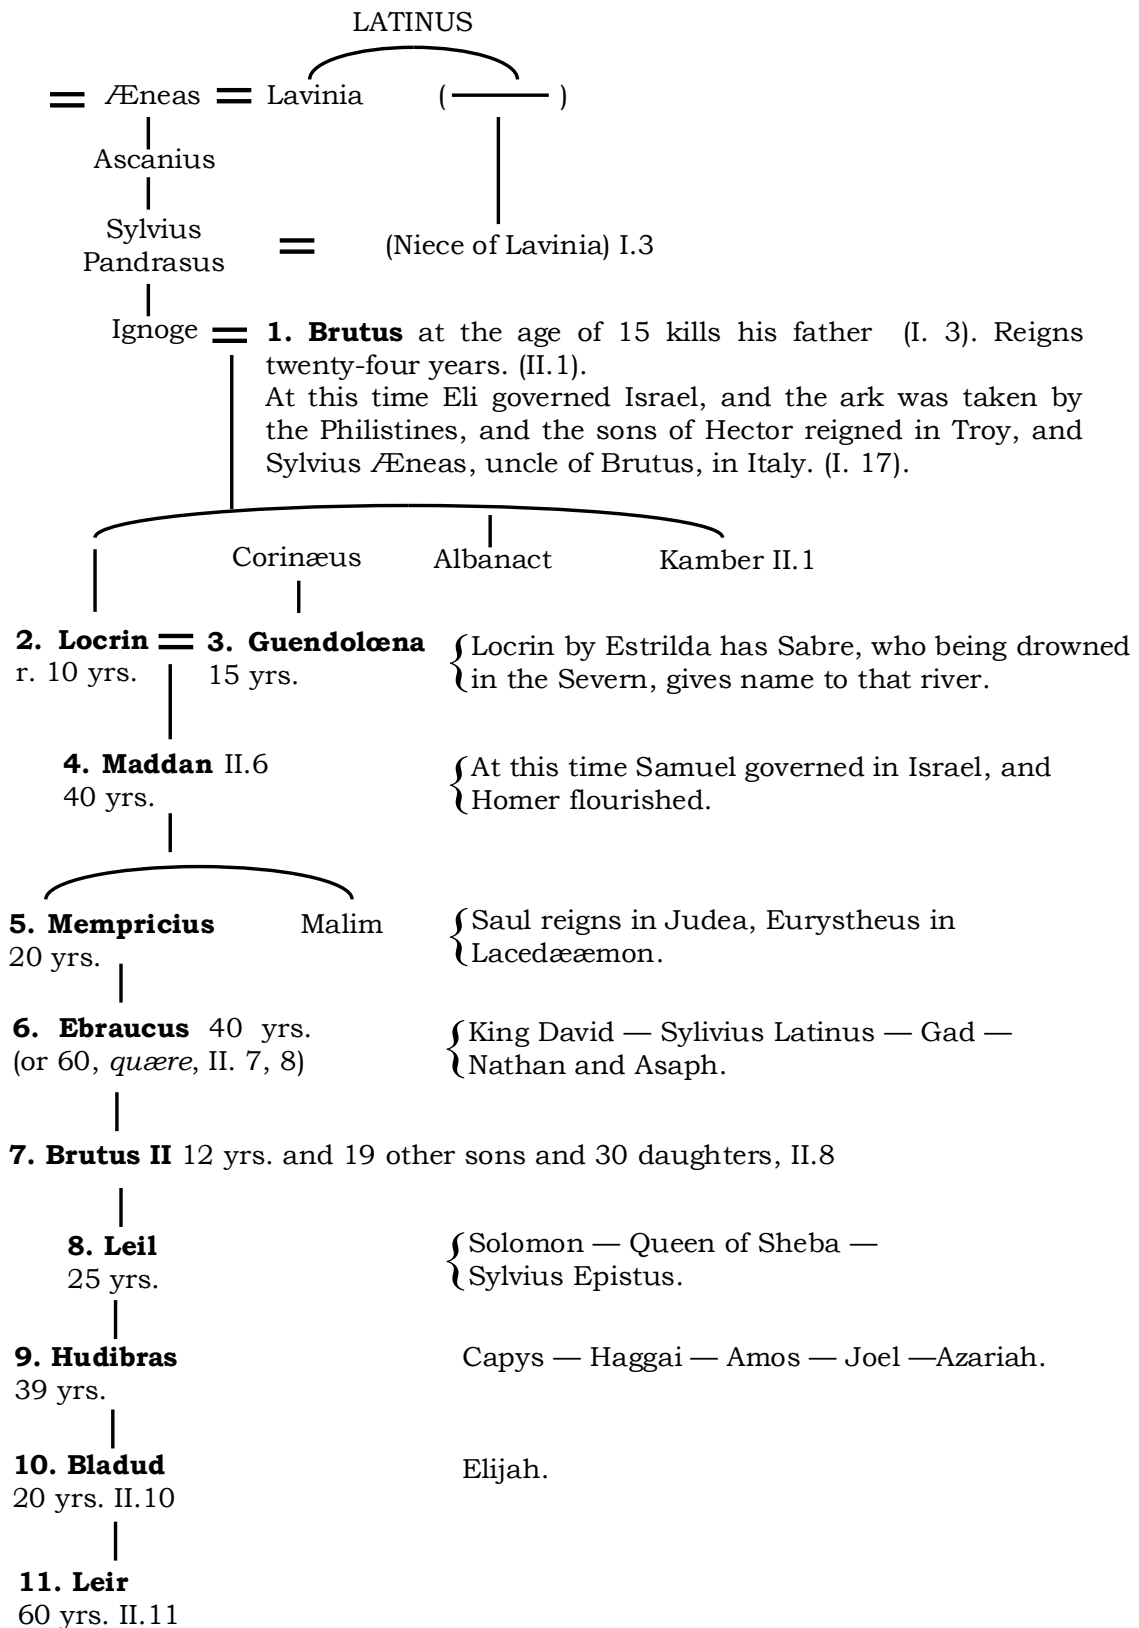 LATINUS
= Æneas = Lavinia ( ——— )
Ascanius
Sylvius
Pandrasus
= (Niece of Lavinia) I.3
Ignoge = 1. Brutus at the age of 15 kills his father (I. 3). Reigns
twenty-four years. (II.1).
At this time Eli governed Israel, and the ark was taken by
the Philistines, and the sons of Hector reigned in Troy, and
Sylvius Æneas, uncle of Brutus, in Italy. (I. 17).
Corinæus Albanact Kamber II.1
2. Locrin = 3. Guendolœna
r. 10 yrs. 15 yrs.
Locrin by Estrilda has Sabre, who being drowned
in the Severn, gives name to that river.
4. Maddan II.6
40 yrs.
At this time Samuel governed in Israel, and
Homer flourished.
5. Mempricius Malim
20 yrs.
Saul reigns in Judea, Eurystheus in
Lacedææmon.
6. Ebraucus 40 yrs.
(or 60, quære, II. 7, 8)
King David — Sylivius Latinus — Gad —
Nathan and Asaph.
7. Brutus II 12 yrs. and 19 other sons and 30 daughters, II.8
8. Leil
25 yrs.
Solomon — Queen of Sheba —
Sylvius Epistus.
9. Hudibras
39 yrs.
Capys — Haggai — Amos — Joel —Azariah.
10. Bladud
20 yrs. II.10
Elijah.
11. Leir
60 yrs. II.11